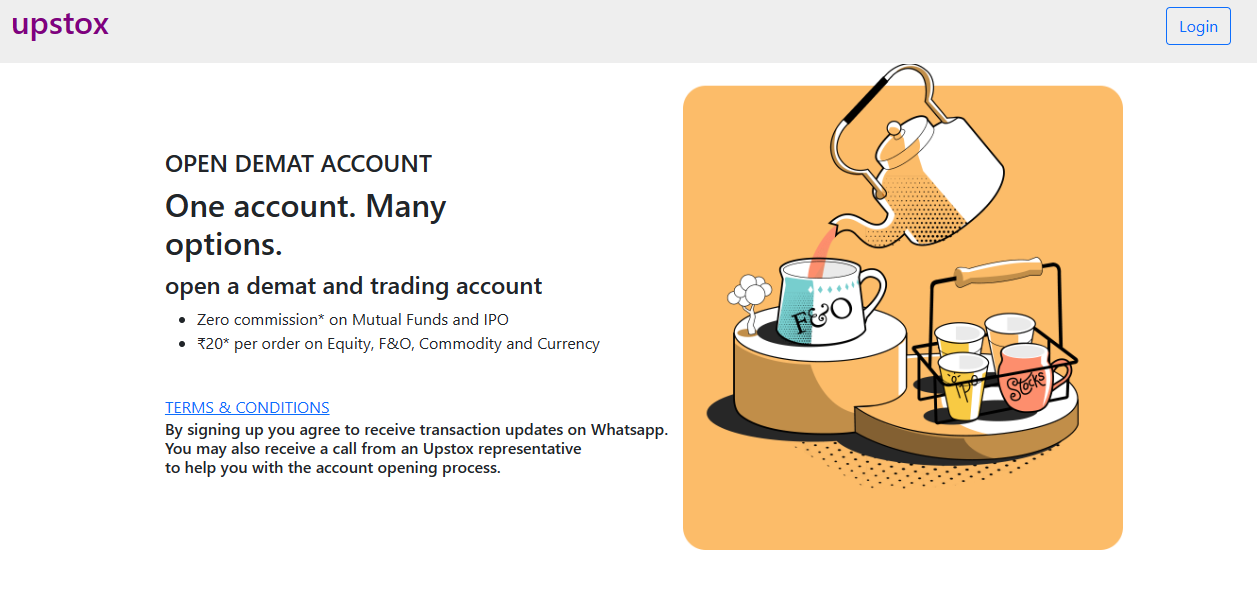 upstox
Login
OPEN DEMAT ACCOUNT
One account. Many
options.
open a demat and trading account
Zero commission* on Mutual Funds and IPO
₹20* per order on Equity, F&O, Commodity and Currency
TERMS & CONDITIONS
By signing up you agree to receive transaction updates on Whatsapp.
You may also receive a call from an Upstox representative
to help you with the account opening process.
F&O
IPO
Stocks